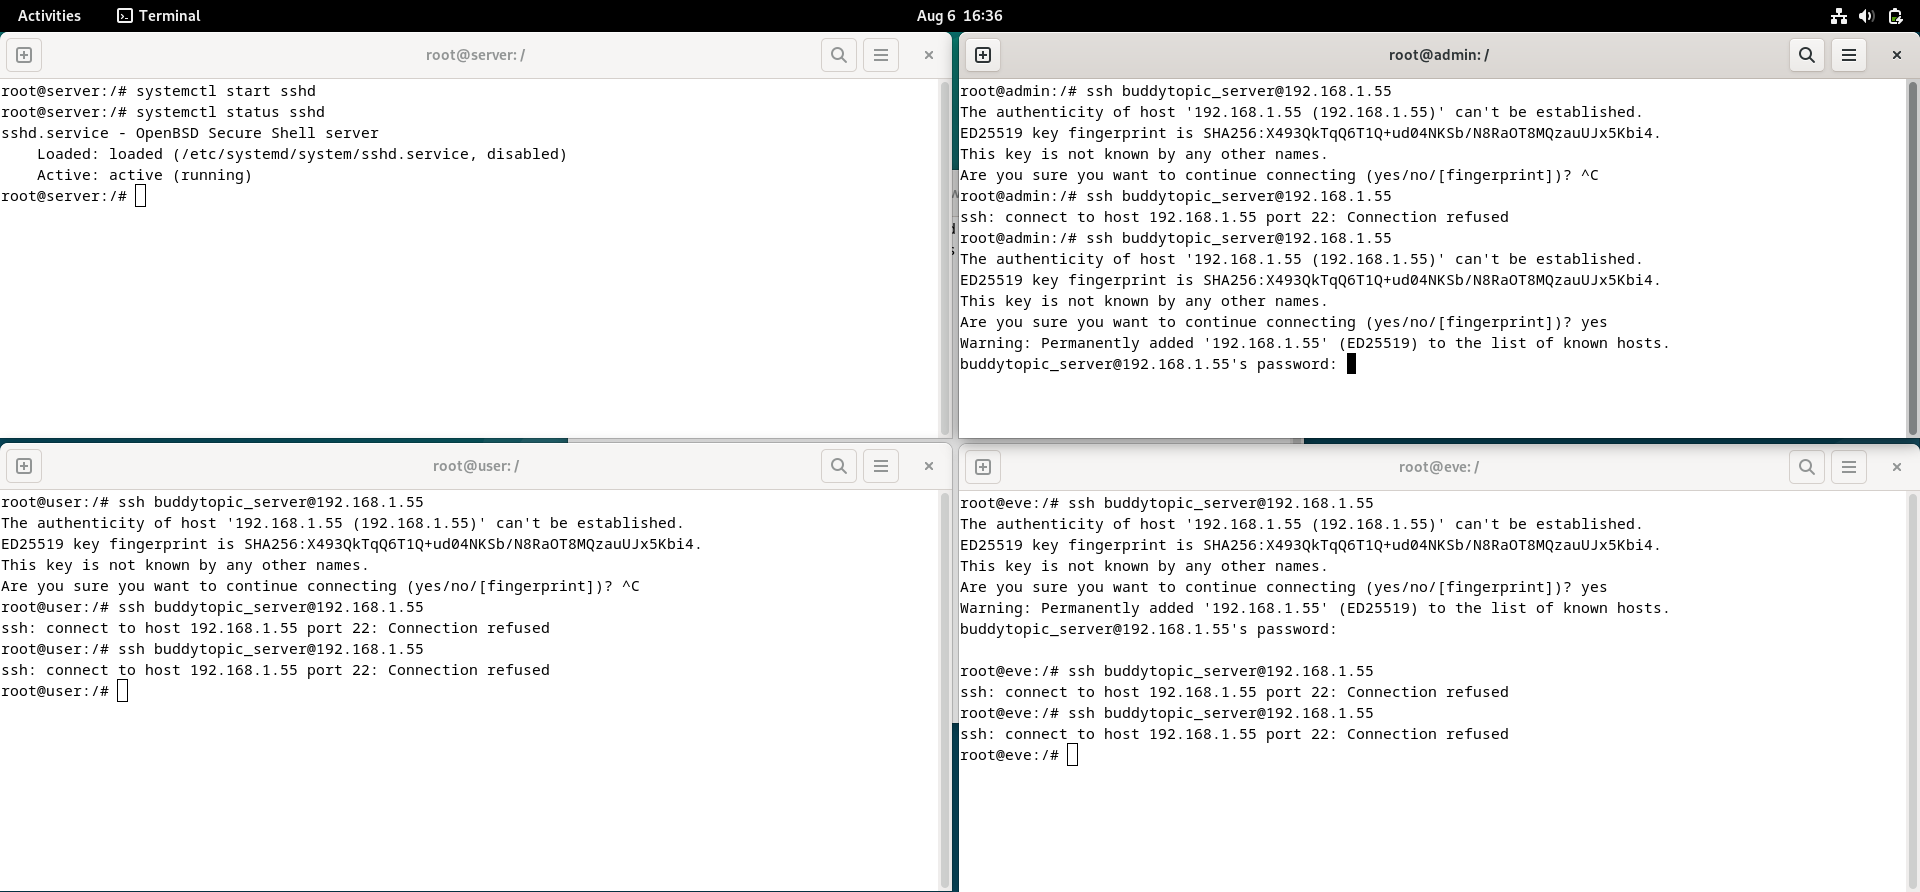 Activities Terminal Aug 6 16:36
root@server: /
root@server:/# systemctl start sshd
root@server:/# systemctl status sshd
sshd.service - OpenBSD Secure Shell server
    Loaded: loaded (/etc/systemd/system/sshd.service, disabled)
    Active: active (running)
root@server:/#
root@admin: /
root@admin:/# ssh buddytopic_server@192.168.1.55
The authenticity of host '192.168.1.55 (192.168.1.55)' can't be established.
ED25519 key fingerprint is SHA256:X493QkTqQ6T1Q+ud04NKSb/N8RaOT8MQzauUJx5Kbi4.
This key is not known by any other names.
Are you sure you want to continue connecting (yes/no/[fingerprint])? ^C
root@admin:/# ssh buddytopic_server@192.168.1.55
ssh: connect to host 192.168.1.55 port 22: Connection refused
root@admin:/# ssh buddytopic_server@192.168.1.55
The authenticity of host '192.168.1.55 (192.168.1.55)' can't be established.
ED25519 key fingerprint is SHA256:X493QkTqQ6T1Q+ud04NKSb/N8RaOT8MQzauUJx5Kbi4.
This key is not known by any other names.
Are you sure you want to continue connecting (yes/no/[fingerprint])? yes
Warning: Permanently added '192.168.1.55' (ED25519) to the list of known hosts.
buddytopic_server@192.168.1.55's password:
root@user: /
root@user:/# ssh buddytopic_server@192.168.1.55
The authenticity of host '192.168.1.55 (192.168.1.55)' can't be established.
ED25519 key fingerprint is SHA256:X493QkTqQ6T1Q+ud04NKSb/N8RaOT8MQzauUJx5Kbi4.
This key is not known by any other names.
Are you sure you want to continue connecting (yes/no/[fingerprint])? ^C
root@user:/# ssh buddytopic_server@192.168.1.55
ssh: connect to host 192.168.1.55 port 22: Connection refused
root@user:/# ssh buddytopic_server@192.168.1.55
ssh: connect to host 192.168.1.55 port 22: Connection refused
root@user:/#
root@eve: /
root@eve:/# ssh buddytopic_server@192.168.1.55
The authenticity of host '192.168.1.55 (192.168.1.55)' can't be established.
ED25519 key fingerprint is SHA256:X493QkTqQ6T1Q+ud04NKSb/N8RaOT8MQzauUJx5Kbi4.
This key is not known by any other names.
Are you sure you want to continue connecting (yes/no/[fingerprint])? yes
Warning: Permanently added '192.168.1.55' (ED25519) to the list of known hosts.
buddytopic_server@192.168.1.55's password:
root@eve:/# ssh buddytopic_server@192.168.1.55
ssh: connect to host 192.168.1.55 port 22: Connection refused
root@eve:/# ssh buddytopic_server@192.168.1.55
ssh: connect to host 192.168.1.55 port 22: Connection refused
root@eve:/#